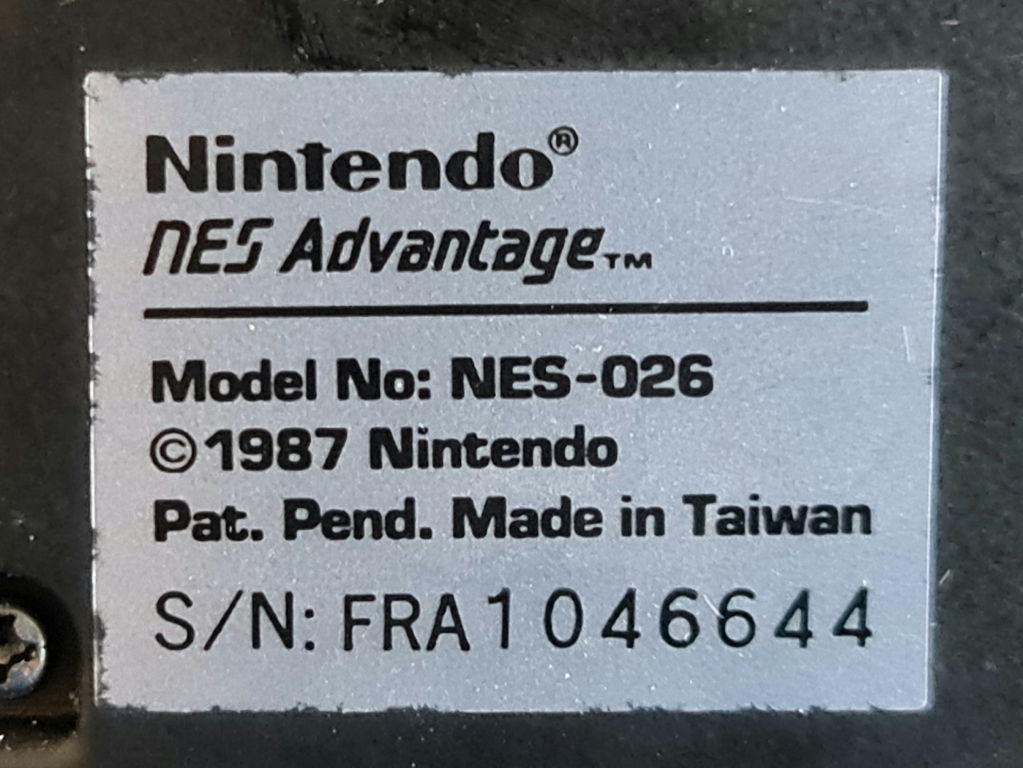 Nintendo®
NES Advantage™
Model No: NES-026
©1987 Nintendo
Pat. Pend. Made in Taiwan
S/N: FRA1046644